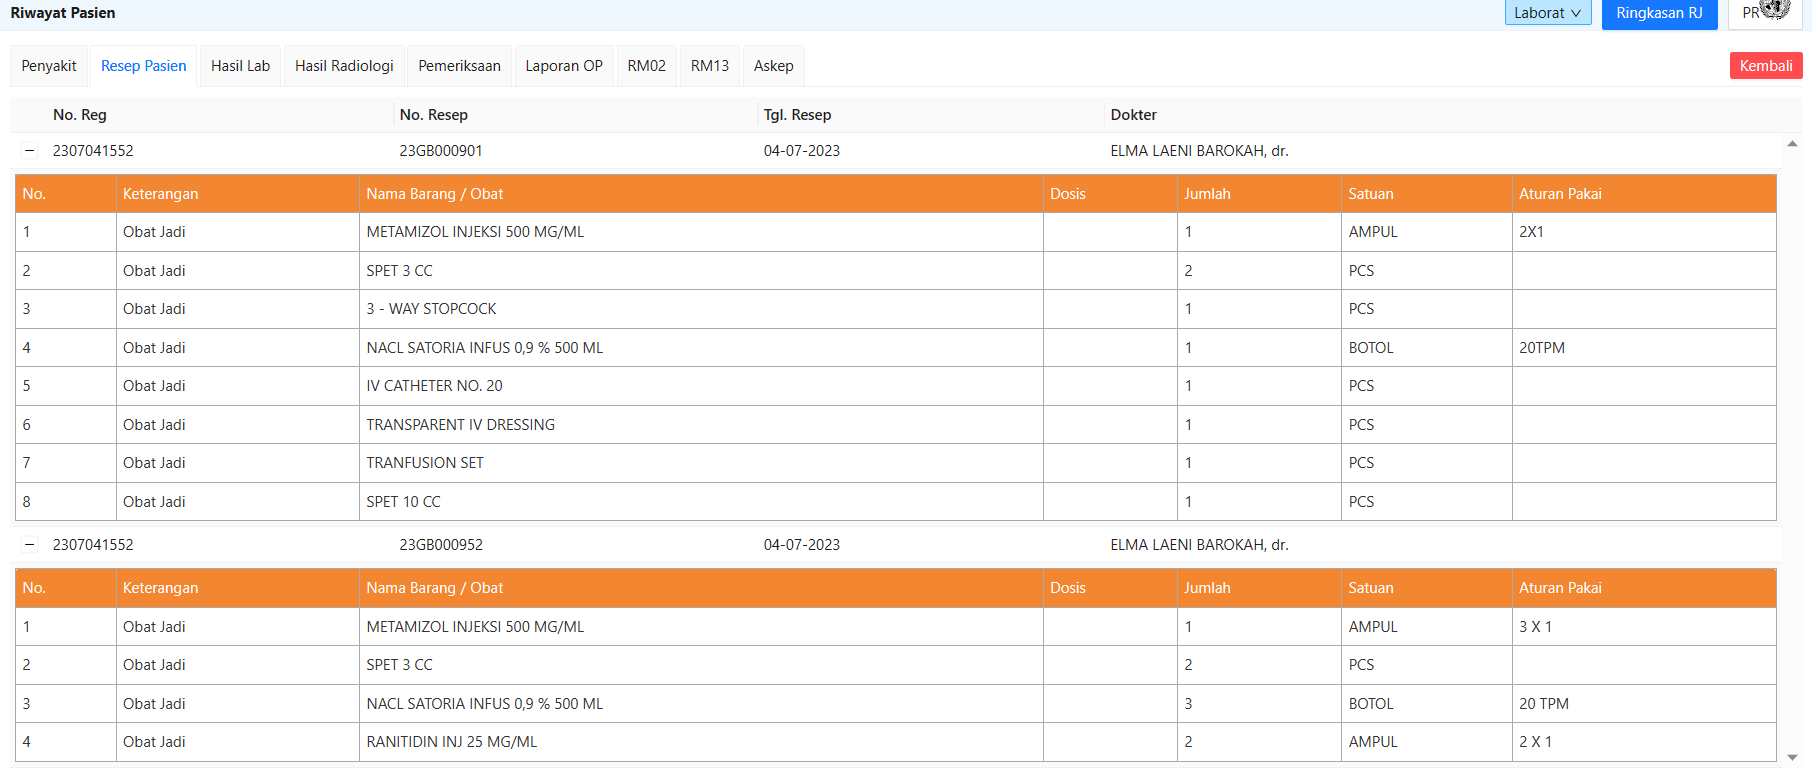 Riwayat Pasien
Laborat
Ringkasan RJ
PR
Penyakit Resep Pasien Hasil Lab Hasil Radiologi Pemeriksaan Laporan OP RM02 RM13 Askep Kembali
No. Reg No. Resep Tgl. Resep Dokter
2307041552 23GB000901 04-07-2023 ELMA LAENI BAROKAH, dr.
No. Keterangan Nama Barang / Obat Dosis Jumlah Satuan Aturan Pakai
1 Obat Jadi METAMIZOL INJEKSI 500 MG/ML 1 AMPUL 2X1
2 Obat Jadi SPET 3 CC 2 PCS
3 Obat Jadi 3 - WAY STOPCOCK 1 PCS
4 Obat Jadi NACL SATORIA INFUS 0,9 % 500 ML 1 BOTOL 20TPM
5 Obat Jadi IV CATHETER NO. 20 1 PCS
6 Obat Jadi TRANSPARENT IV DRESSING 1 PCS
7 Obat Jadi TRANFUSION SET 1 PCS
8 Obat Jadi SPET 10 CC 1 PCS
2307041552 23GB000952 04-07-2023 ELMA LAENI BAROKAH, dr.
No. Keterangan Nama Barang / Obat Dosis Jumlah Satuan Aturan Pakai
1 Obat Jadi METAMIZOL INJEKSI 500 MG/ML 1 AMPUL 3 X 1
2 Obat Jadi SPET 3 CC 2 PCS
3 Obat Jadi NACL SATORIA INFUS 0,9 % 500 ML 3 BOTOL 20 TPM
4 Obat Jadi RANITIDIN INJ 25 MG/ML 2 AMPUL 2 X 1